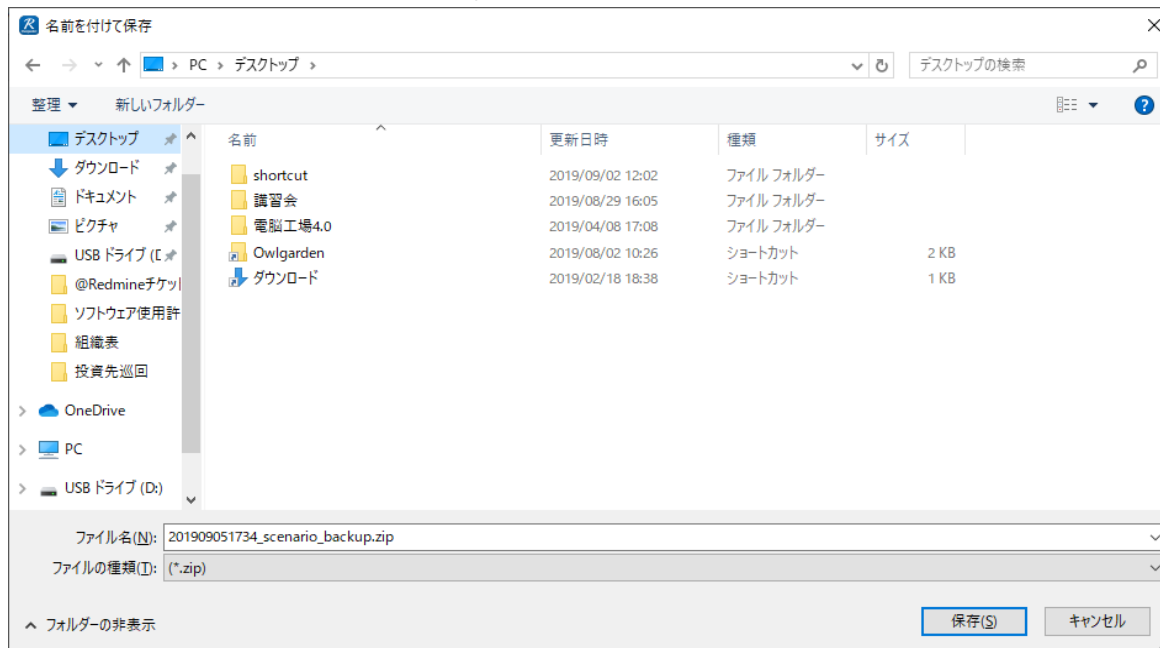 名前を付けて保存
PC › デスクトップ ›
デスクトップの検索
整理 新しいフォルダー
名前 更新日時 種類 サイズ
デスクトップ
ダウンロード
ドキュメント
ピクチャ
USB ドライブ (D
@Redmineチケッ
ソフトウェア使用許
組織表
投資先巡回
OneDrive
PC
USB ドライブ (D:)
shortcut 2019/09/02 12:02 ファイル フォルダー
講習会 2019/08/29 16:05 ファイル フォルダー
電脳工場4.0 2019/04/08 17:08 ファイル フォルダー
Owlgarden 2019/08/02 10:26 ショートカット 2 KB
ダウンロード 2019/02/18 18:38 ショートカット 1 KB
ファイル名(N): 201909051734_scenario_backup.zip
ファイルの種類(T): (*.zip)
フォルダーの非表示
保存(S) キャンセル